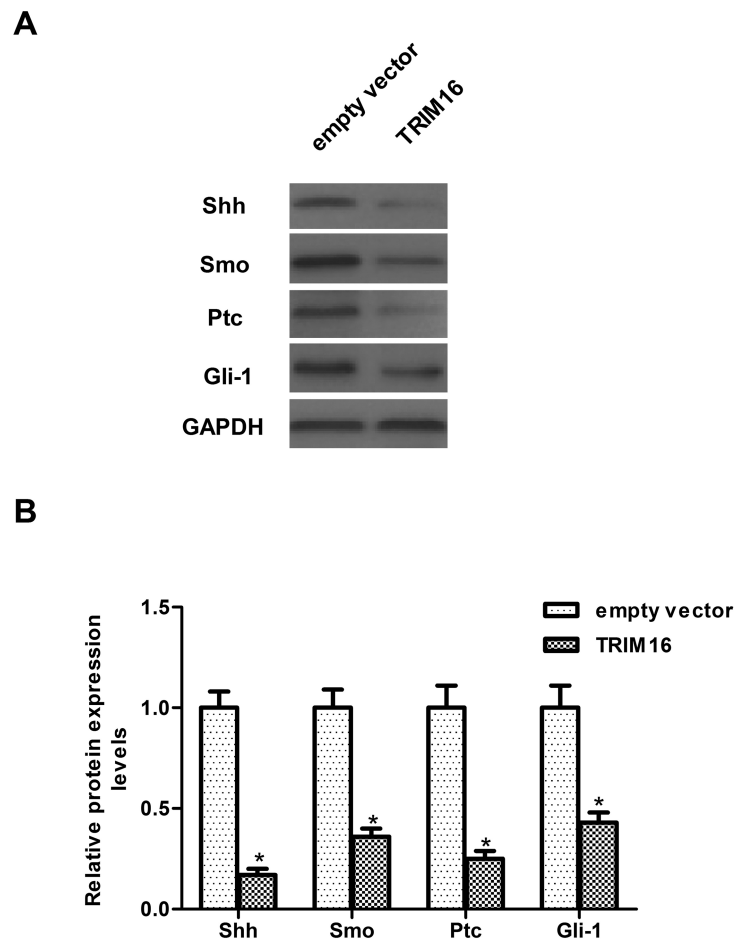 A
empty vector
TRIM16
Shh
Smo
Ptc
Gli-1
GAPDH
B
Relative protein expression
levels
1.5
1.0
0.5
0.0
empty vector
TRIM16
*
*
*
*
Shh
Smo
Ptc
Gli-1